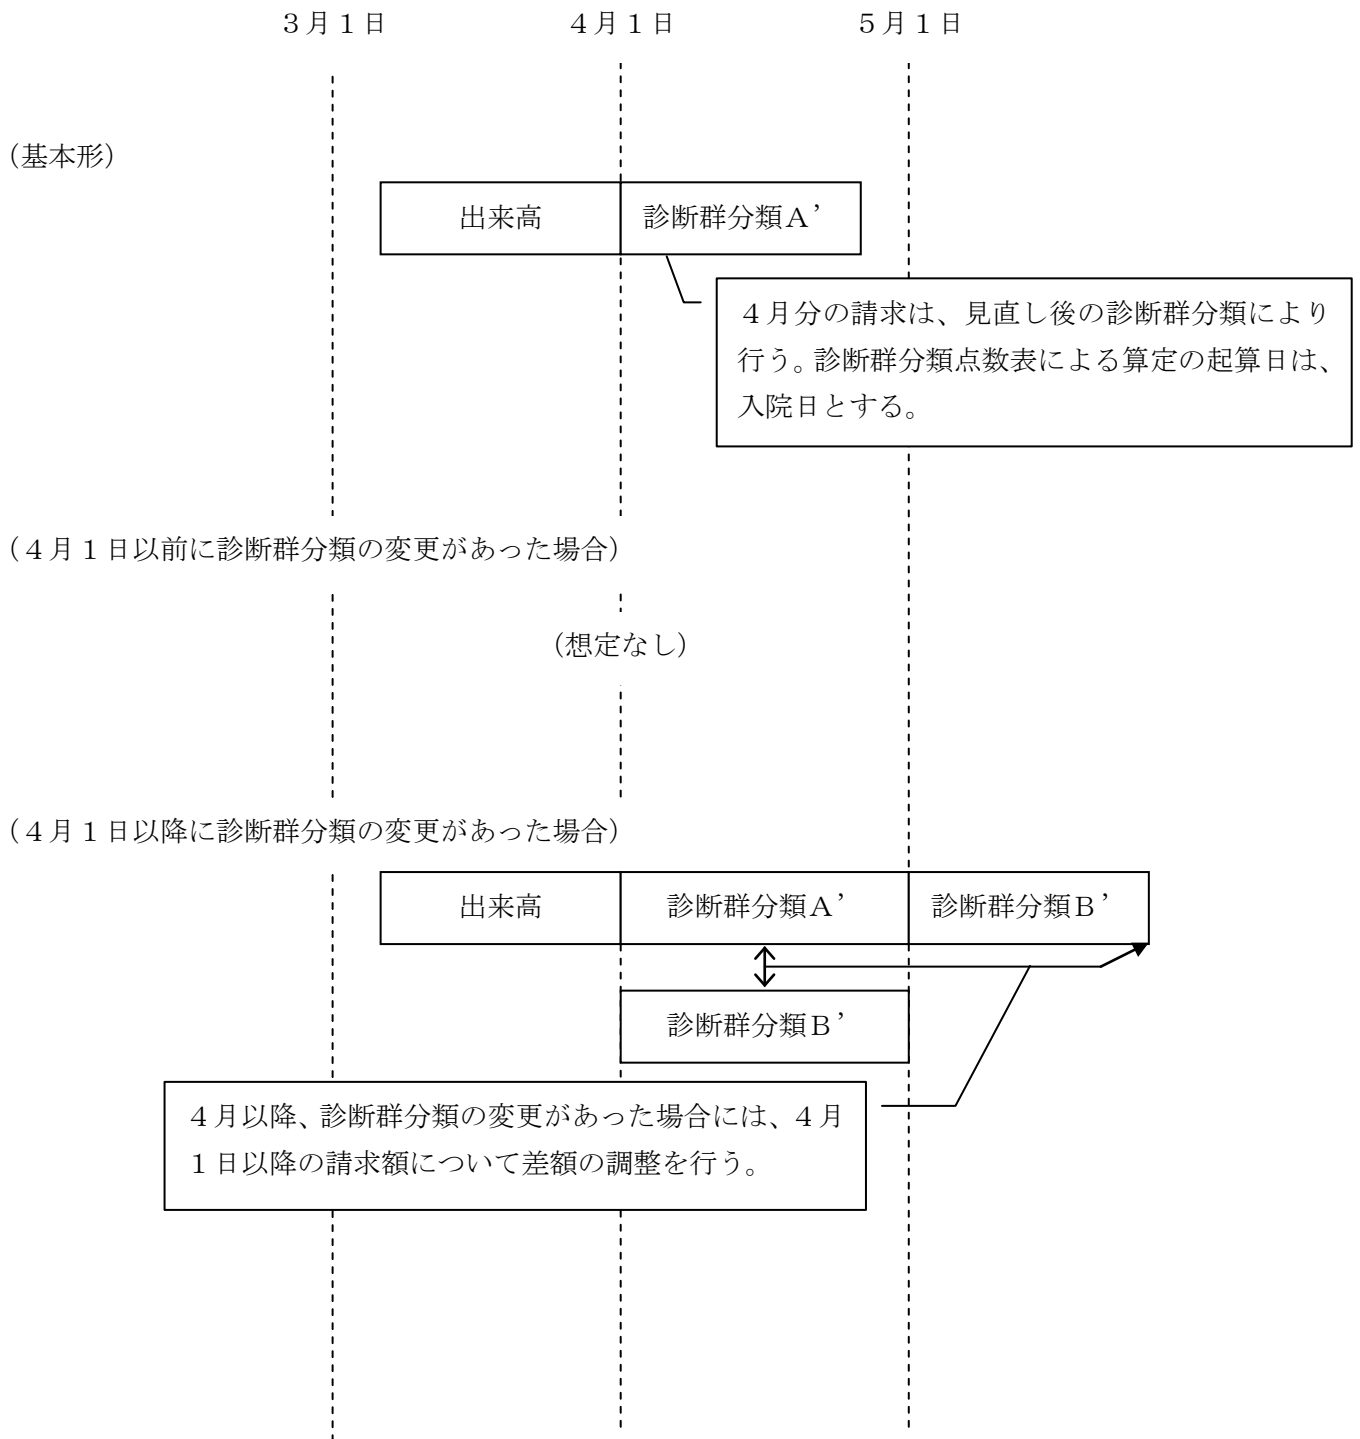 ３月１日　４月１日　５月１日
（基本形）
出来高　診断群分類Ａ’
４月分の請求は、見直し後の診断群分類により
行う。診断群分類点数表による算定の起算日は、
入院日とする。
（４月１日以前に診断群分類の変更があった場合）
（想定なし）
（４月１日以降に診断群分類の変更があった場合）
出来高　診断群分類Ａ’　診断群分類Ｂ’
診断群分類Ｂ’
４月以降、診断群分類の変更があった場合には、４月
１日以降の請求額について差額の調整を行う。